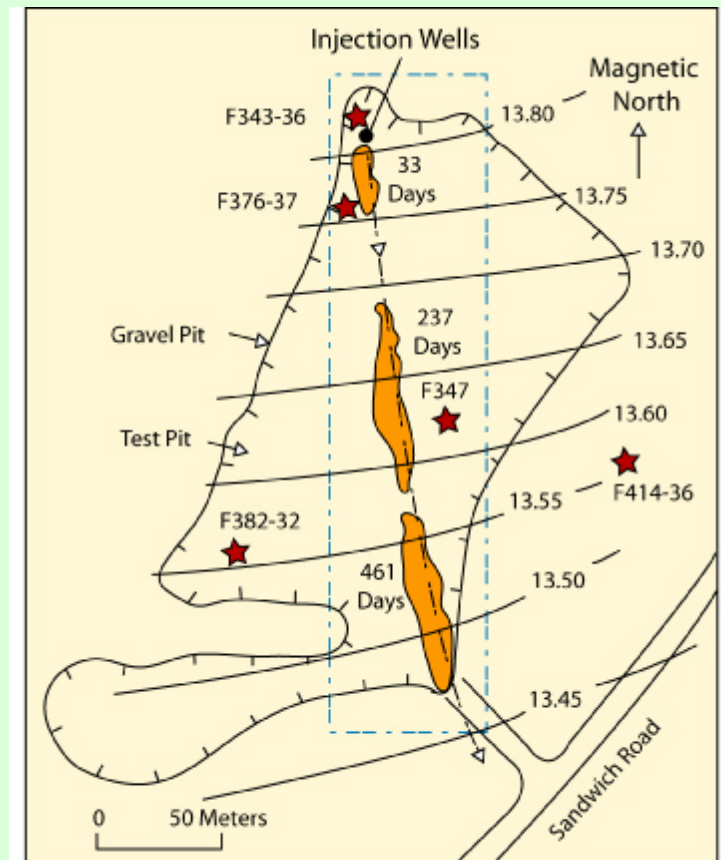 Injection Wells
Magnetic
North
F343-36
13.80
33
Days
F376-37
13.75
13.70
237
Days
Gravel Pit
13.65
F347
13.60
Test Pit
F414-36
13.55
F382-32
461
Days
13.50
13.45
Sandwich Road
0 50 Meters